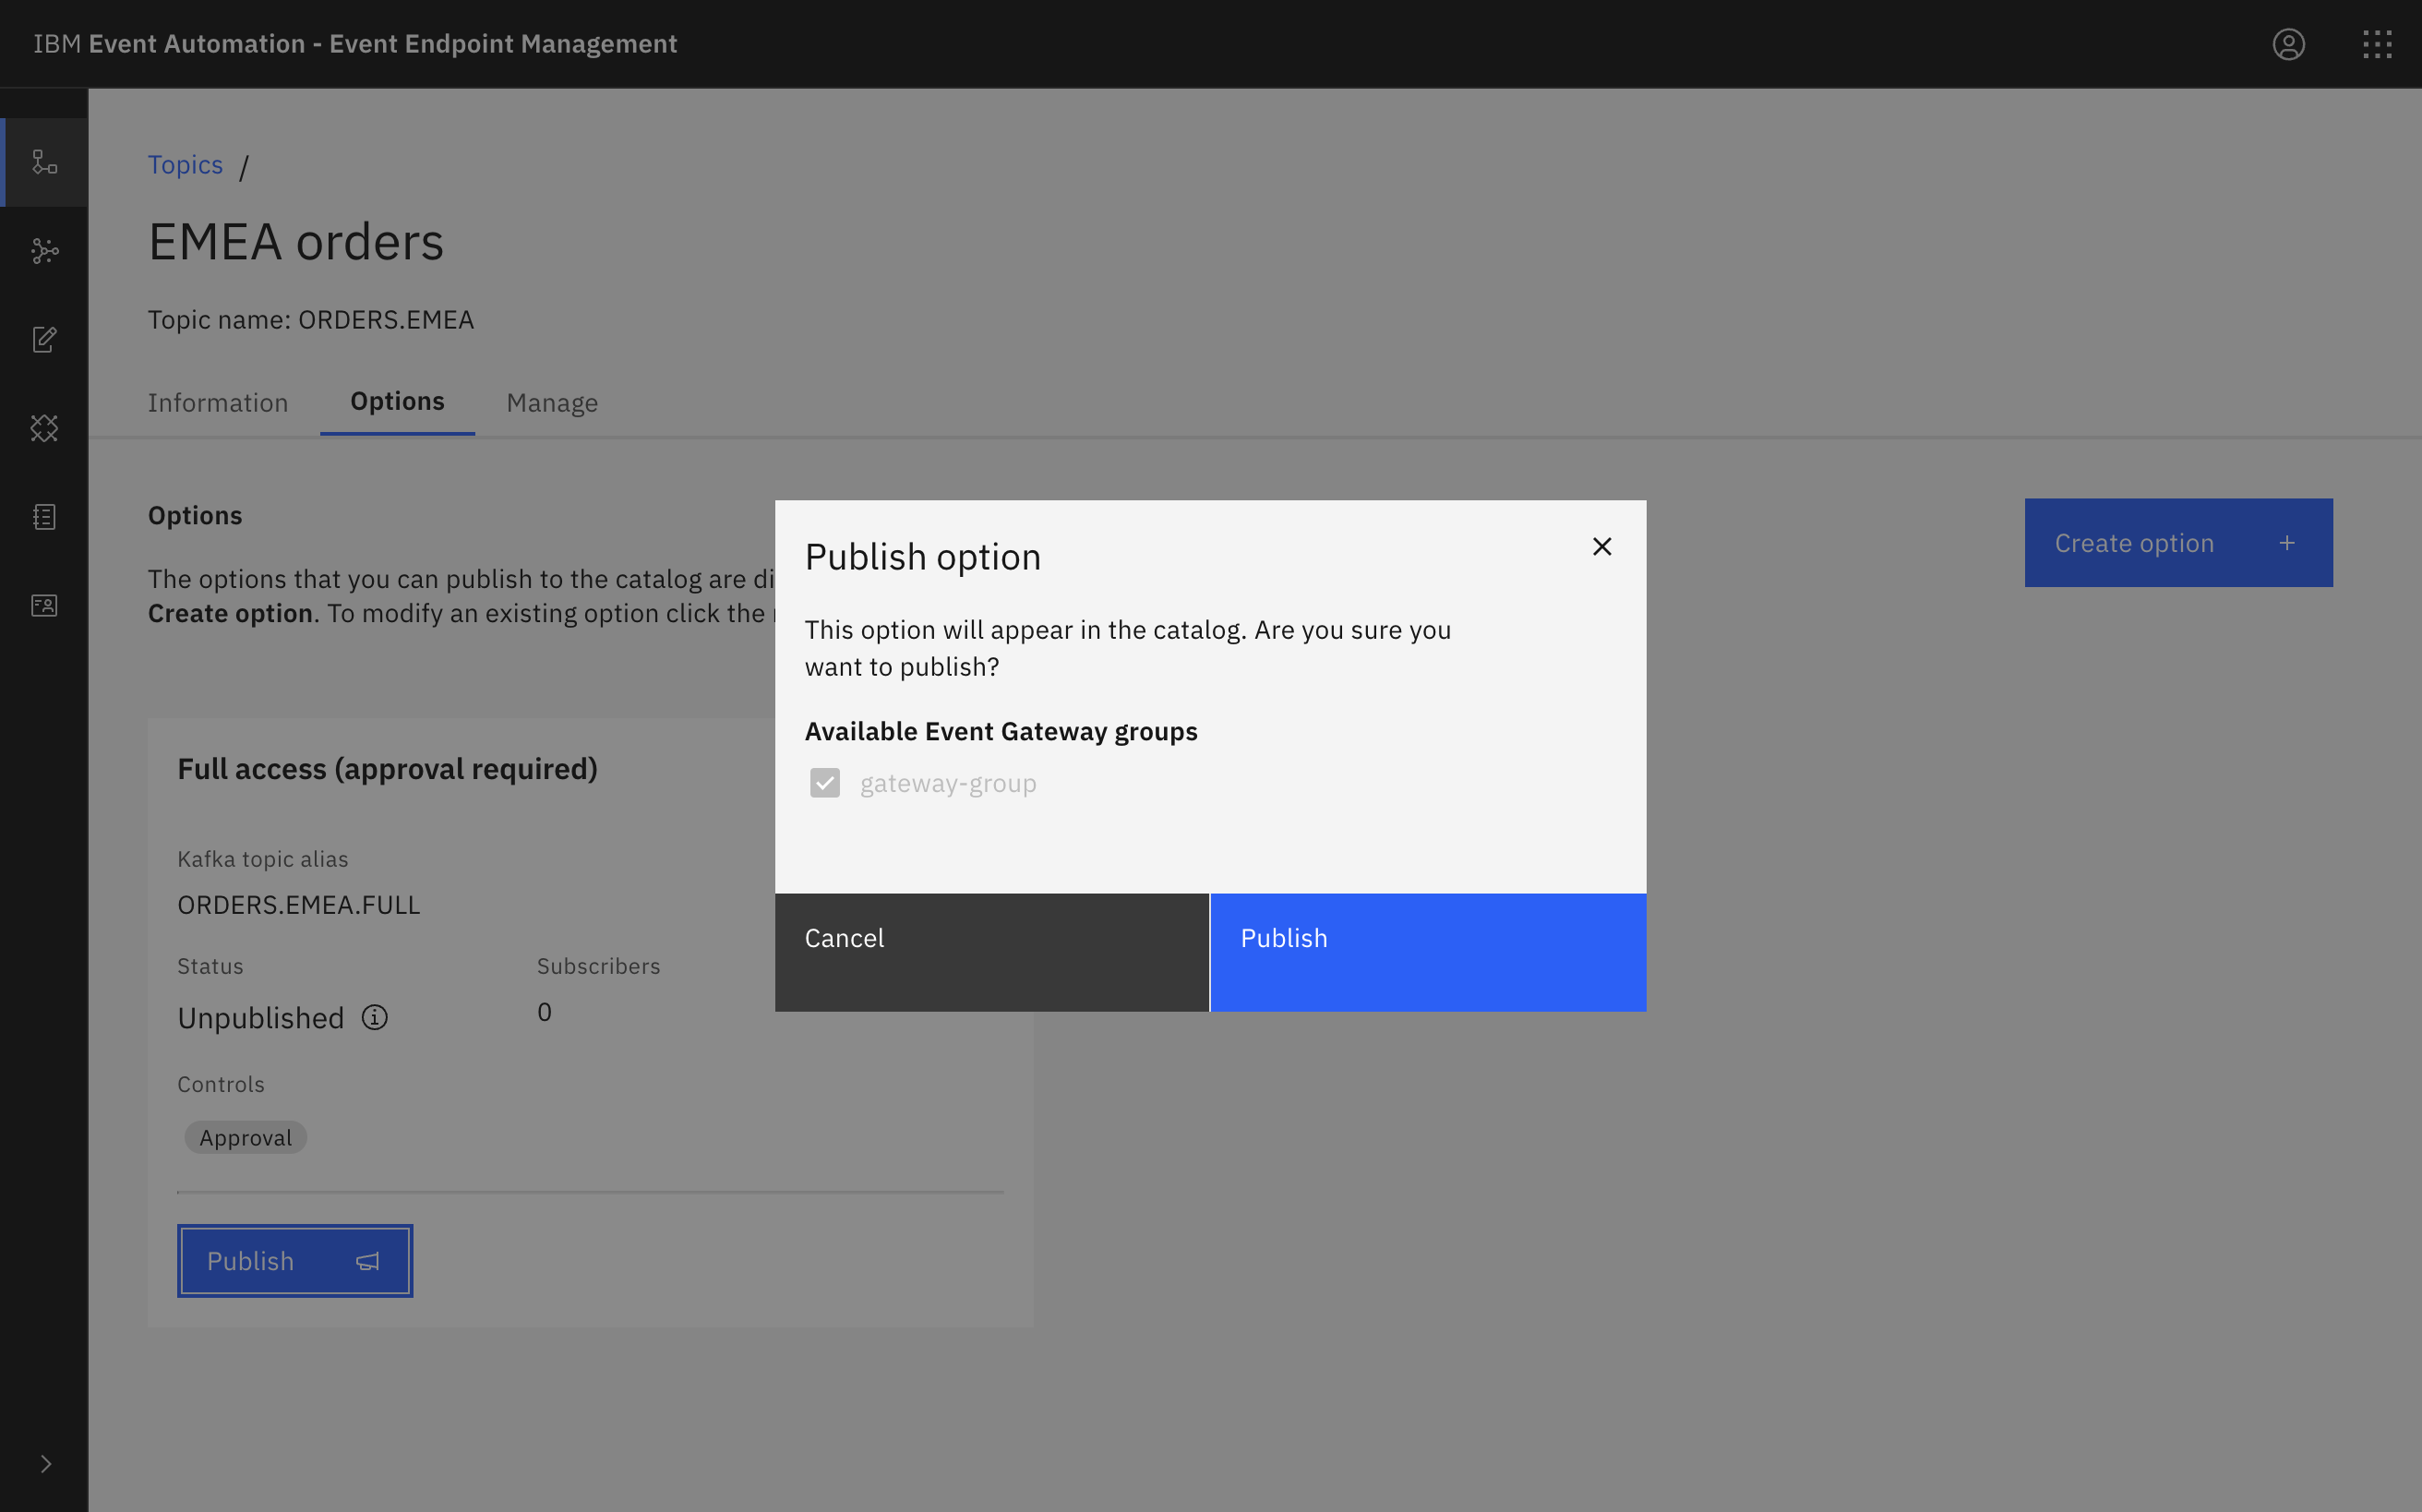 IBM Event Automation - Event Endpoint Management
Topics /
EMEA orders
Topic name: ORDERS.EMEA
Information Options Manage
Options
Create option +
The options that you can publish to the catalog are
Create option. To modify an existing option click the
Publish option
This option will appear in the catalog. Are you sure you
want to publish?
Available Event Gateway groups
gateway-group
Cancel
Publish
Full access (approval required)
Kafka topic alias
ORDERS.EMEA.FULL
Status
Subscribers
Unpublished
0
Controls
Approval
Publish